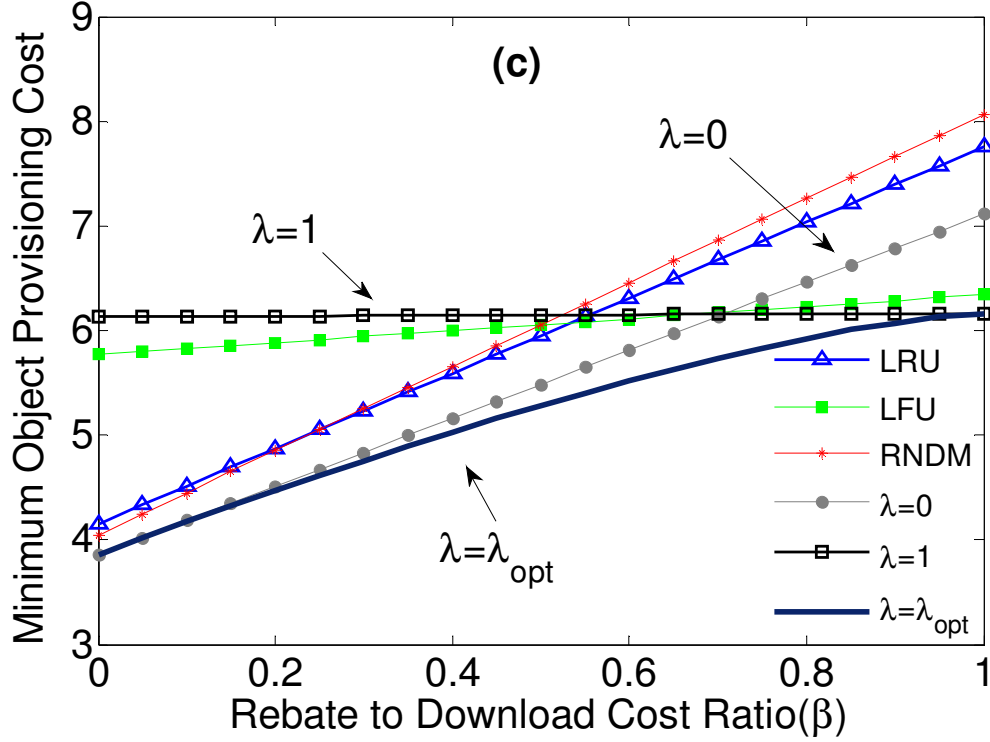 (c)
Minimum Object Provisioning Cost
9
8
7
6
5
4
3
λ=0
λ=1
λ=λopt
LRU
LFU
RNDM
λ=0
λ=1
λ=λopt
0
0.2
0.4
0.6
0.8
1
Rebate to Download Cost Ratio(β)